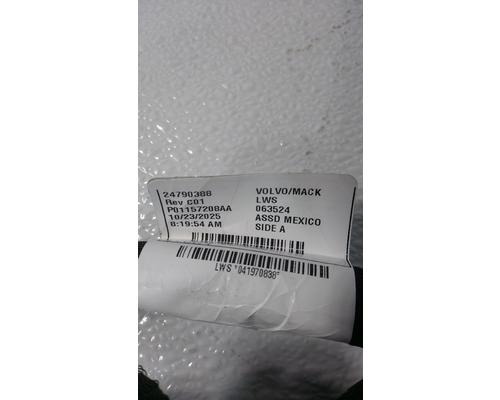 24790388
Rev C01
P01157208AA
10/23/2025
8:19:54 AM
VOLVO/MACK
LWS
063524
ASSD MEXICO
SIDE A
LWS *041970838*